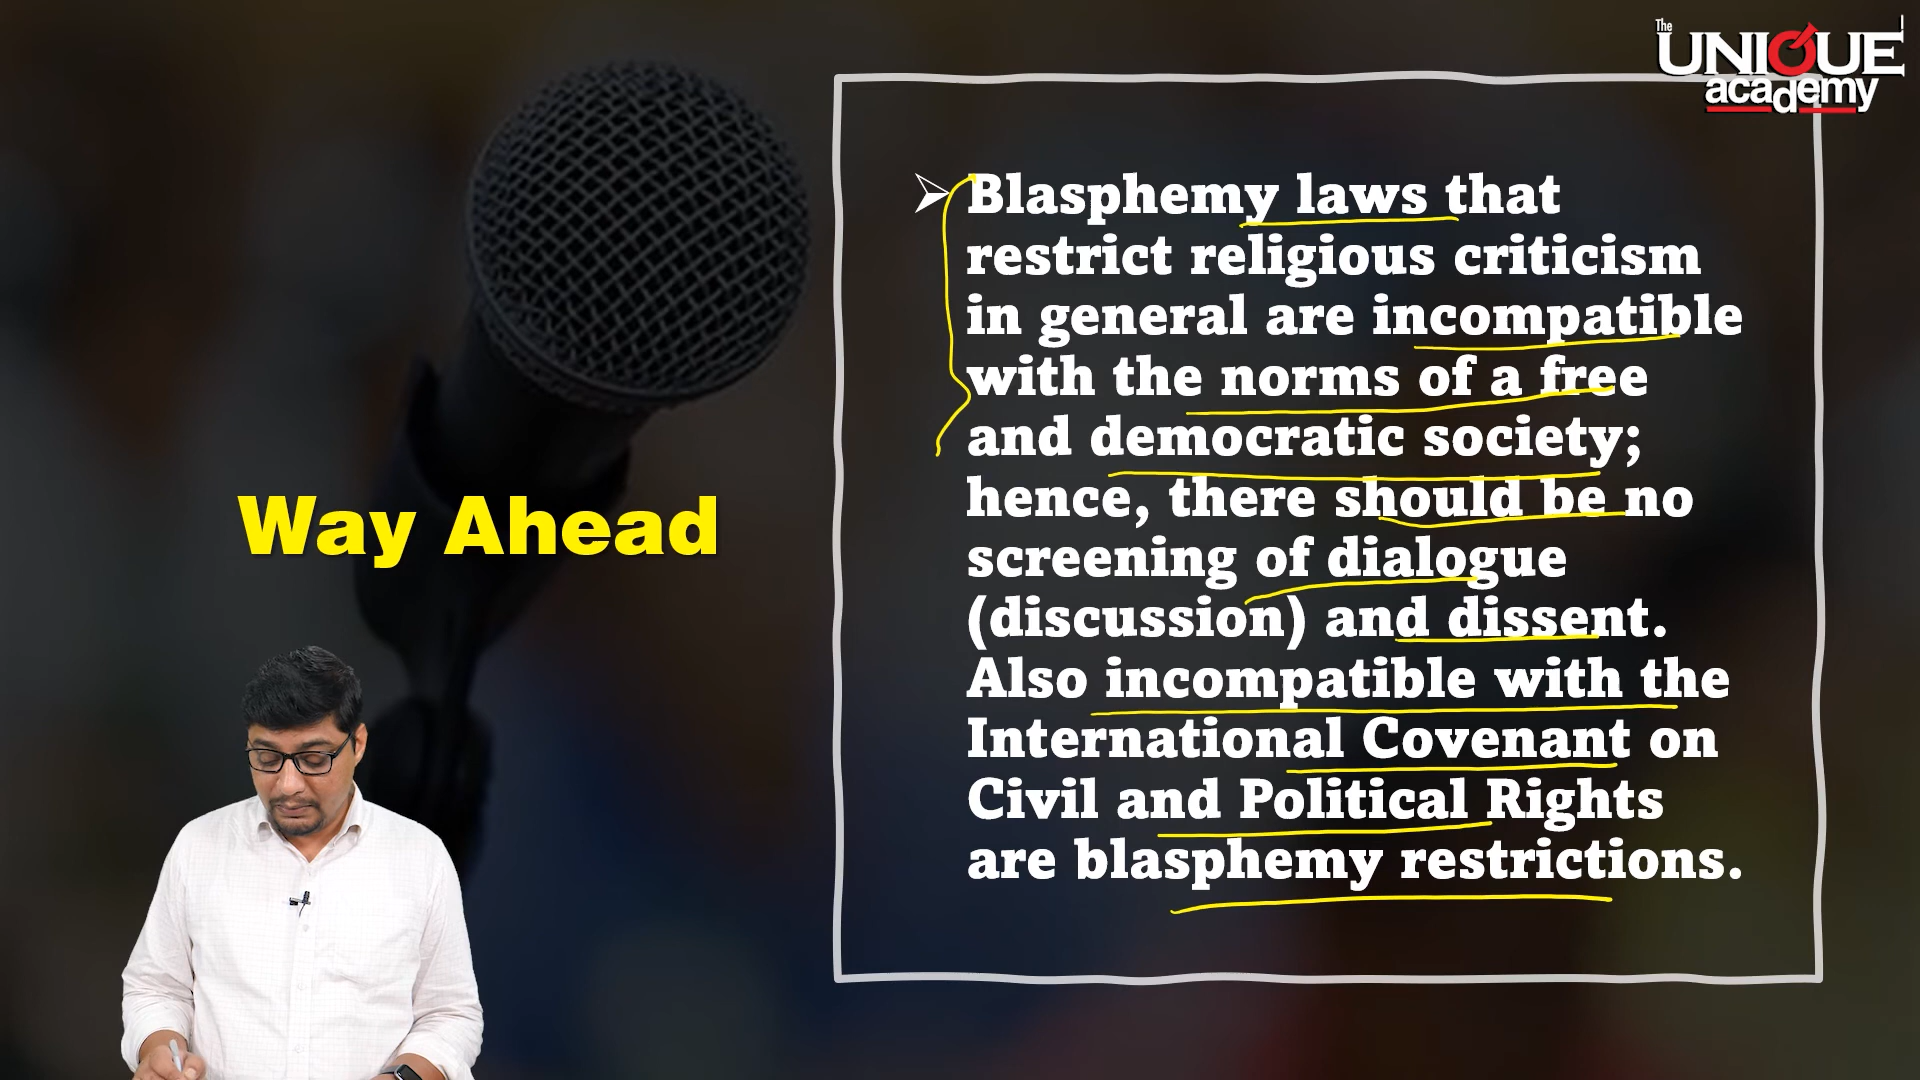 The
UNIQUE
academy
Blasphemy laws that
restrict religious criticism
in general are incompatible
with the norms of a free
and democratic society;
hence, there should be no
screening of dialogue
(discussion) and dissent.
Also incompatible with the
International Covenant on
Civil and Political Rights
are blasphemy restrictions.
Way Ahead